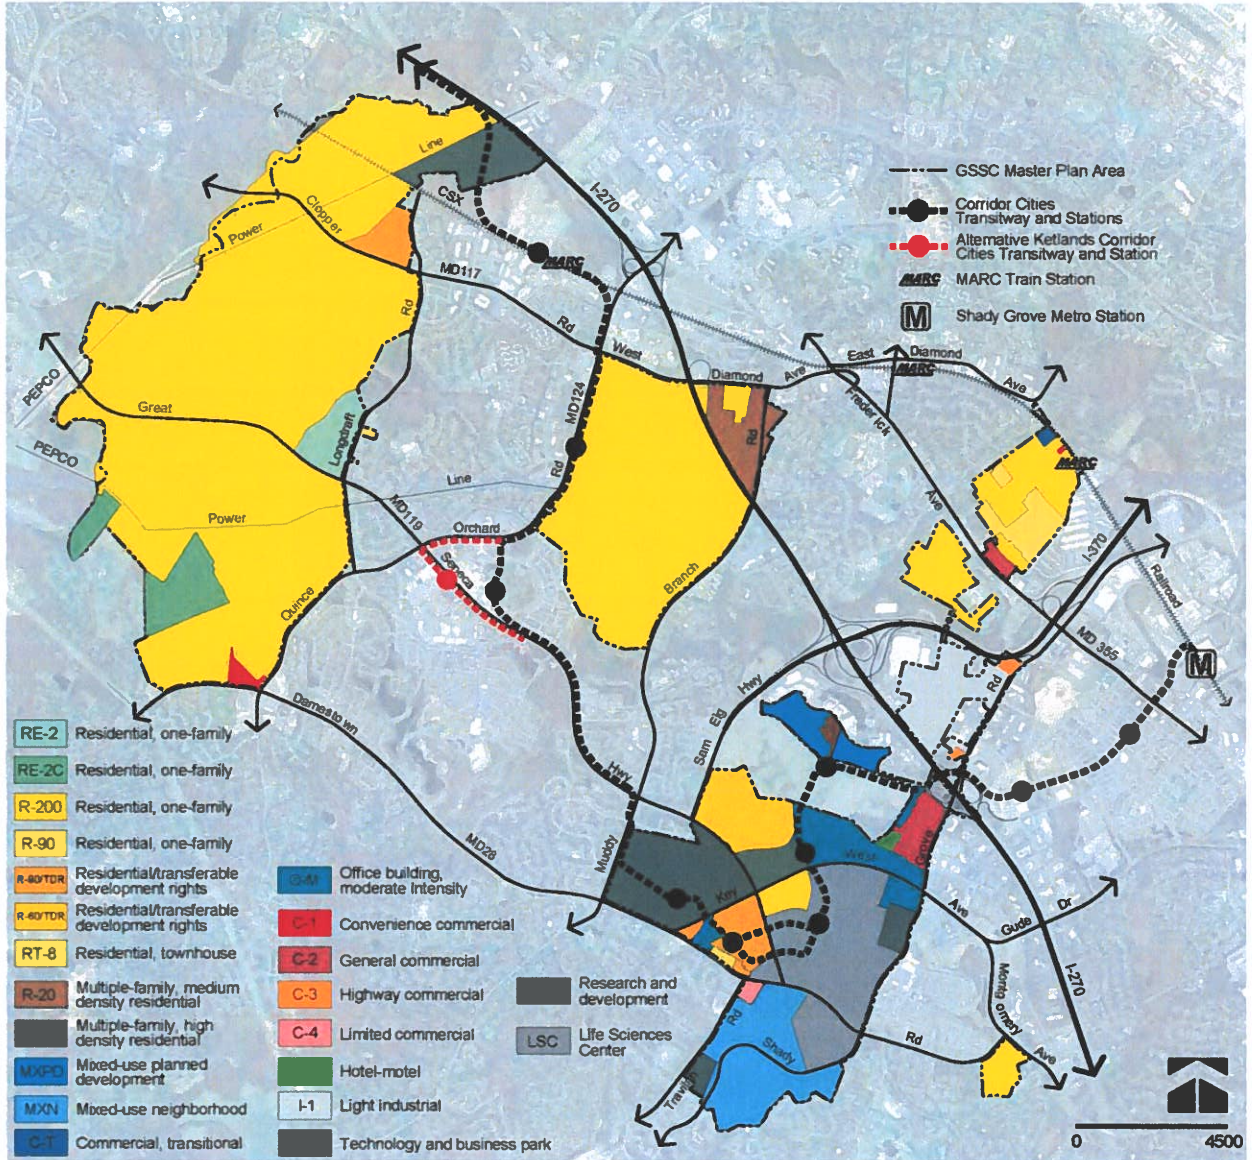 GSSC Master Plan Area
Corridor Cities
Transitway and Stations
Alternative Ketlands Corridor
Cities Transitway and Station
MARC
MARC Train Station
M
Shady Grove Metro Station
I-270
Line
CSX
Clopper
Power
MARC
MD117
Rd
Rd
West
Diamond
Ave
East
Diamond
MARC
Ave
PEPCO
Great
Longdraft
MD124
Rd
Rd
Frederick
Ave
MARC
PEPCO
Line
Power
MD119
Orchard
Seneca
Quince
Branch
I-370
Railroad
MD 355
M
Rd
Damestown
Sam
Eig
Hwy
Hwy
Muddy
MD28
Key
West
Ave
Grove
Gude
Dr
I-270
Montgomery
Ave
Rd
Rd
Shady
Travilah
RE-2 Residential, one-family
RE-2C Residential, one-family
R-200 Residential, one-family
R-90 Residential, one-family
R-90/TDR Residential/transferable
development rights
R-60/TDR Residential/transferable
development rights
RT-8 Residential, townhouse
R-20 Multiple-family, medium
density residential
Multiple-family, high
density residential
MXPD Mixed-use planned
development
MXN Mixed-use neighborhood
C-T Commercial, transitional
O-M Office building,
moderate Intensity
C-1 Convenience commercial
C-2 General commercial
C-3 Highway commercial
C-4 Limited commercial
Hotel-motel
I-1 Light industrial
Technology and business park
Research and
development
LSC Life Sciences
Center
0 4500